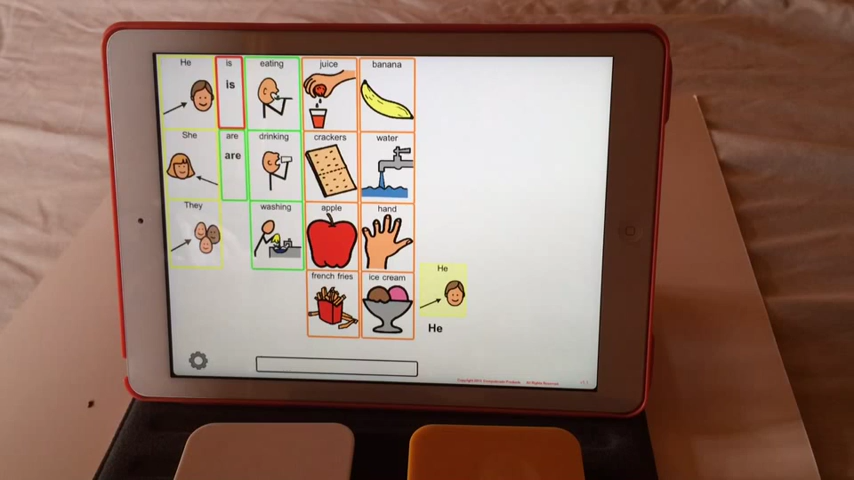 He is eating juice banana
is
She are drinking crackers water
are
They washing apple hand
french fries ice cream
He
He